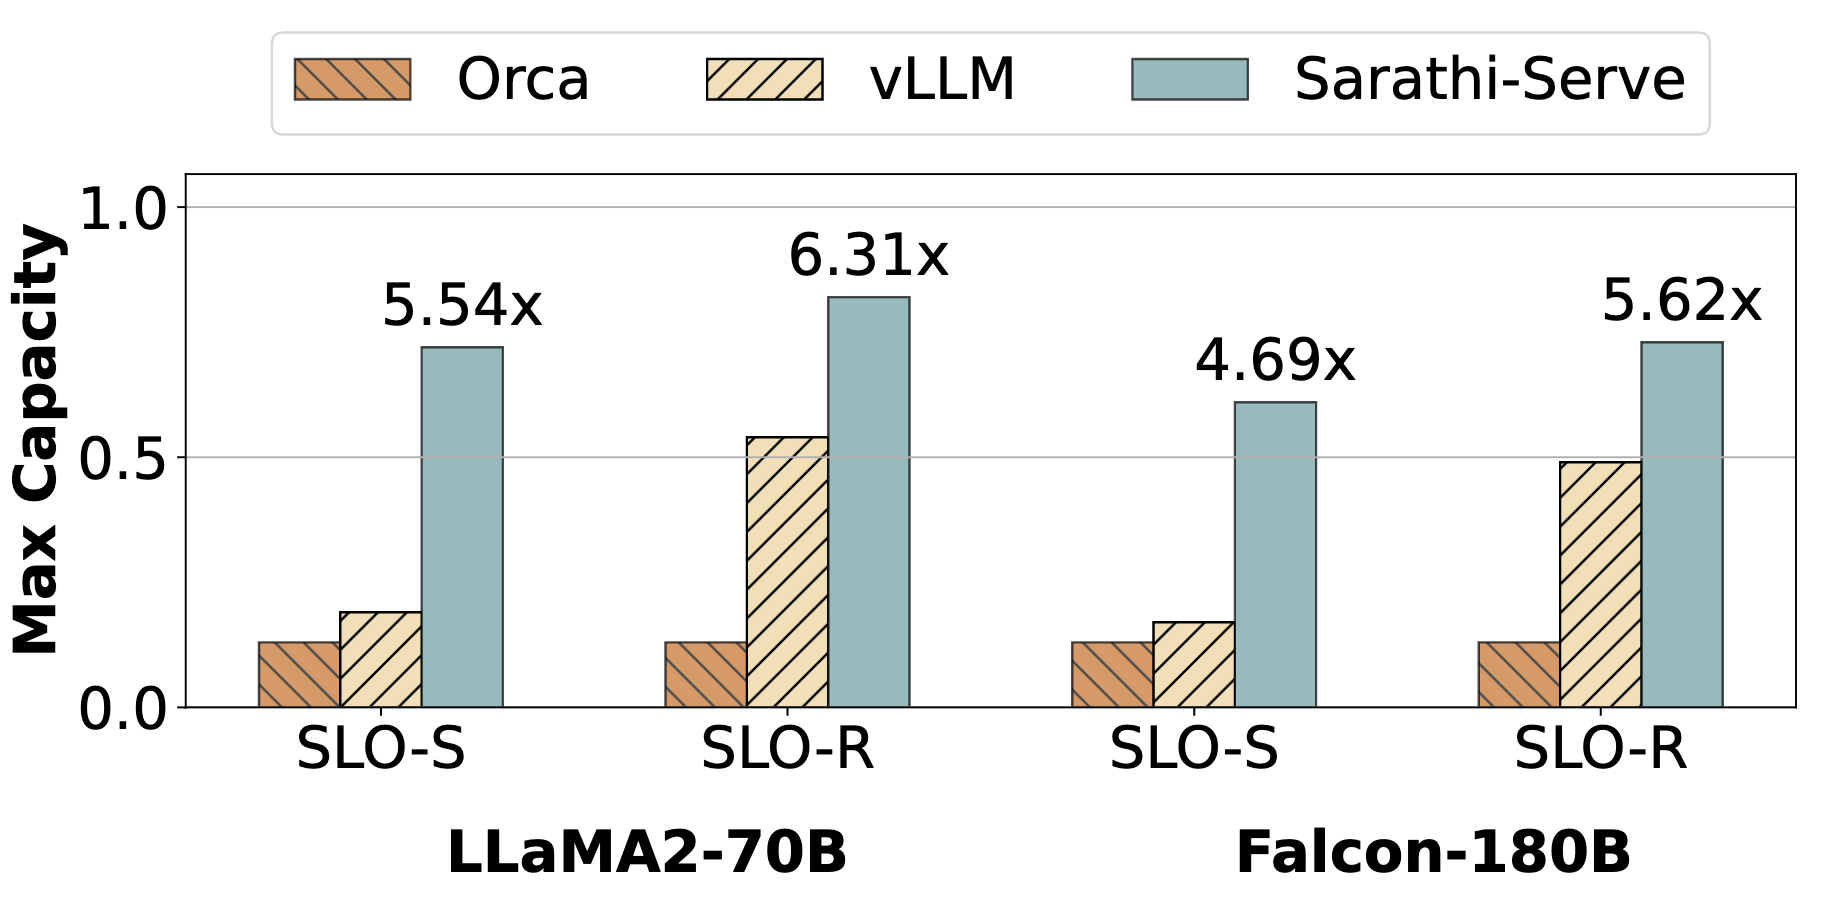 Orca vLLM Sarathi-Serve
Max Capacity
1.0
0.5
0.0
5.54x
6.31x
4.69x
5.62x
SLO-S SLO-R SLO-S SLO-R
LLaMA2-70B Falcon-180B